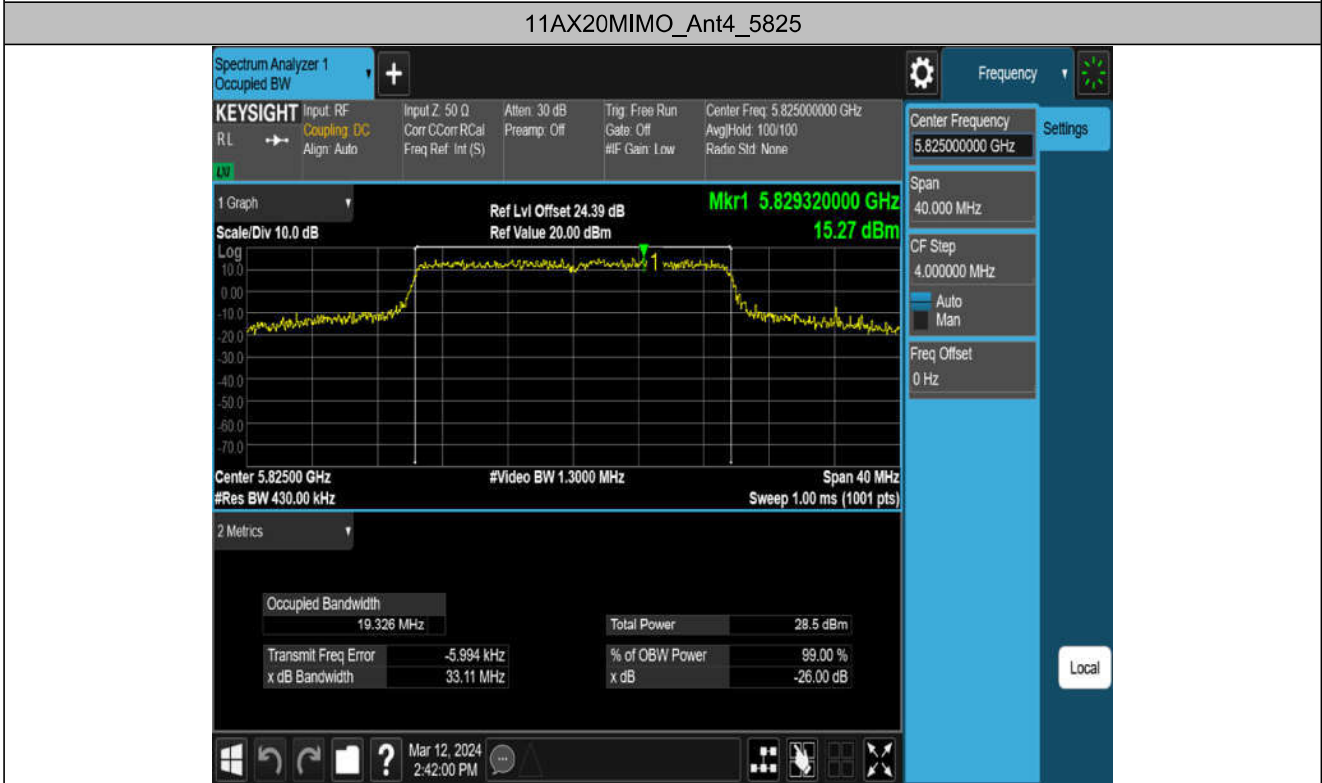 11AX20MIMO_Ant4_5825
Spectrum Analyzer 1
Occupied BW
+
Frequency
KEYSIGHT
RL
LXI
Input: RF
Coupling: DC
Align: Auto
Input Z: 50 Ω
Corr CCorr RCal
Freq Ref: Int (S)
Atten: 30 dB
Preamp: Off
Trig: Free Run
Gate: Off
#IF Gain: Low
Center Freq: 5.825000000 GHz
Avg|Hold: 100/100
Radio Std: None
Center Frequency
5.825000000 GHz
Settings
Span
40.000 MHz
CF Step
4.000000 MHz
Auto
Man
Freq Offset
0 Hz
Local
1 Graph
Scale/Div 10.0 dB
Ref Lvl Offset 24.39 dB
Ref Value 20.00 dBm
Mkr1 5.829320000 GHz
15.27 dBm
Log
10.0
0.00
-10.0
-20.0
-30.0
-40.0
-50.0
-60.0
-70.0
1
Center 5.82500 GHz
#Video BW 1.3000 MHz
Span 40 MHz
#Res BW 430.00 kHz
Sweep 1.00 ms (1001 pts)
2 Metrics
Occupied Bandwidth
19.326 MHz
Total Power 28.5 dBm
Transmit Freq Error -5.994 kHz
% of OBW Power 99.00 %
x dB Bandwidth 33.11 MHz
x dB -26.00 dB
?
Mar 12, 2024
2:42:00 PM